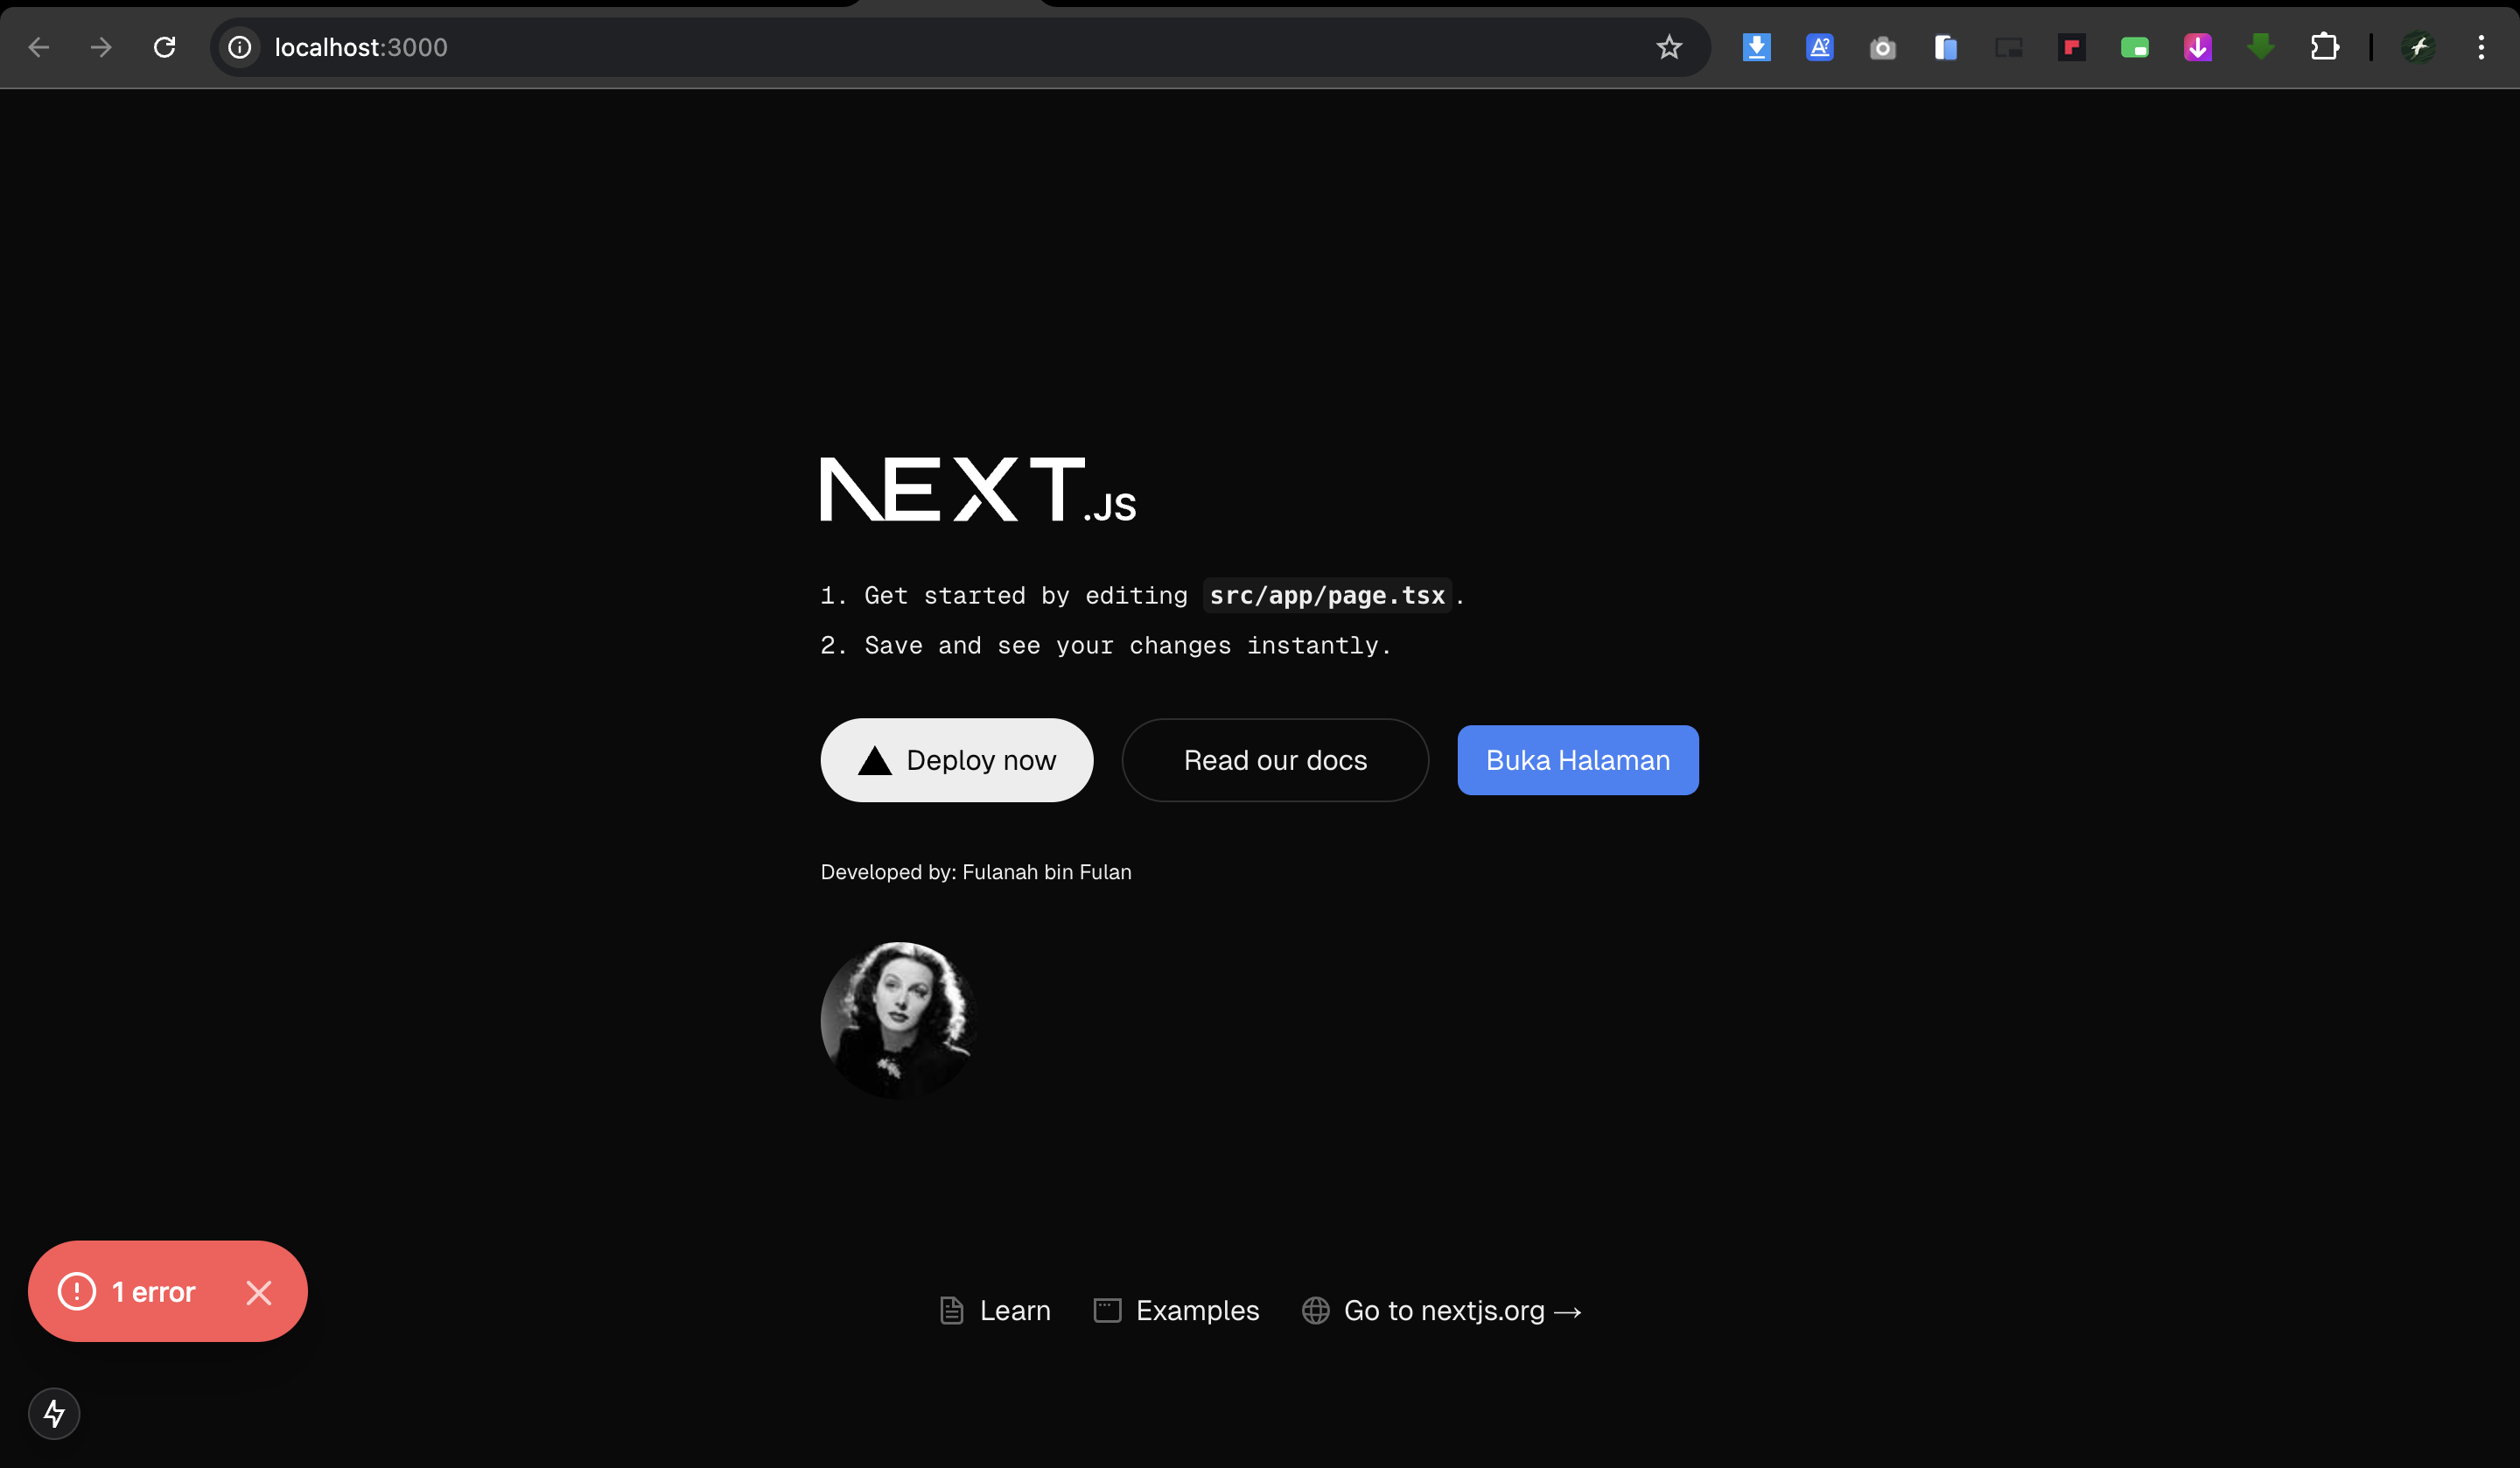 localhost:3000
NEXT.JS
1. Get started by editing src/app/page.tsx.
2. Save and see your changes instantly.
Deploy now
Read our docs
Buka Halaman
Developed by: Fulanah bin Fulan
1 error
Learn
Examples
Go to nextjs.org →